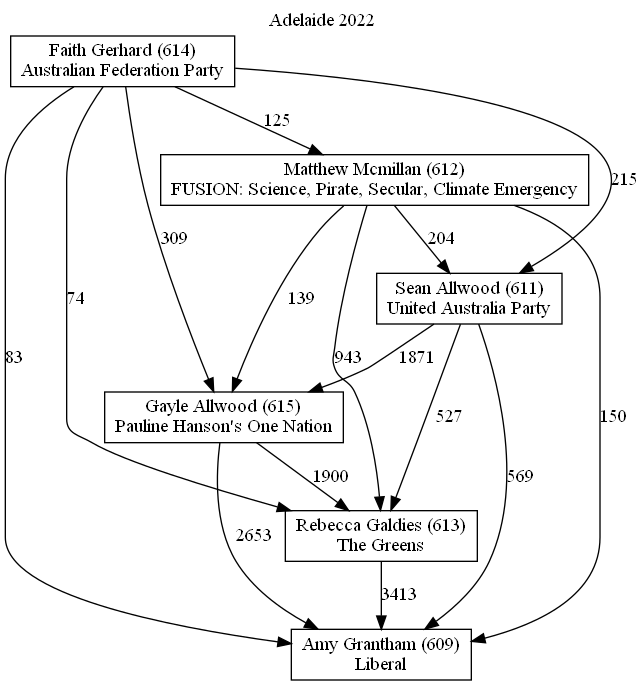 Adelaide 2022
Faith Gerhard (614)
Australian Federation Party
125
Matthew Mcmillan (612)
FUSION: Science, Pirate, Secular, Climate Emergency
215
309
204
Sean Allwood (611)
United Australia Party
74
139
83
943
1871
Gayle Allwood (615)
Pauline Hanson's One Nation
527
150
1900
569
Rebecca Galdies (613)
The Greens
2653
3413
Amy Grantham (609)
Liberal